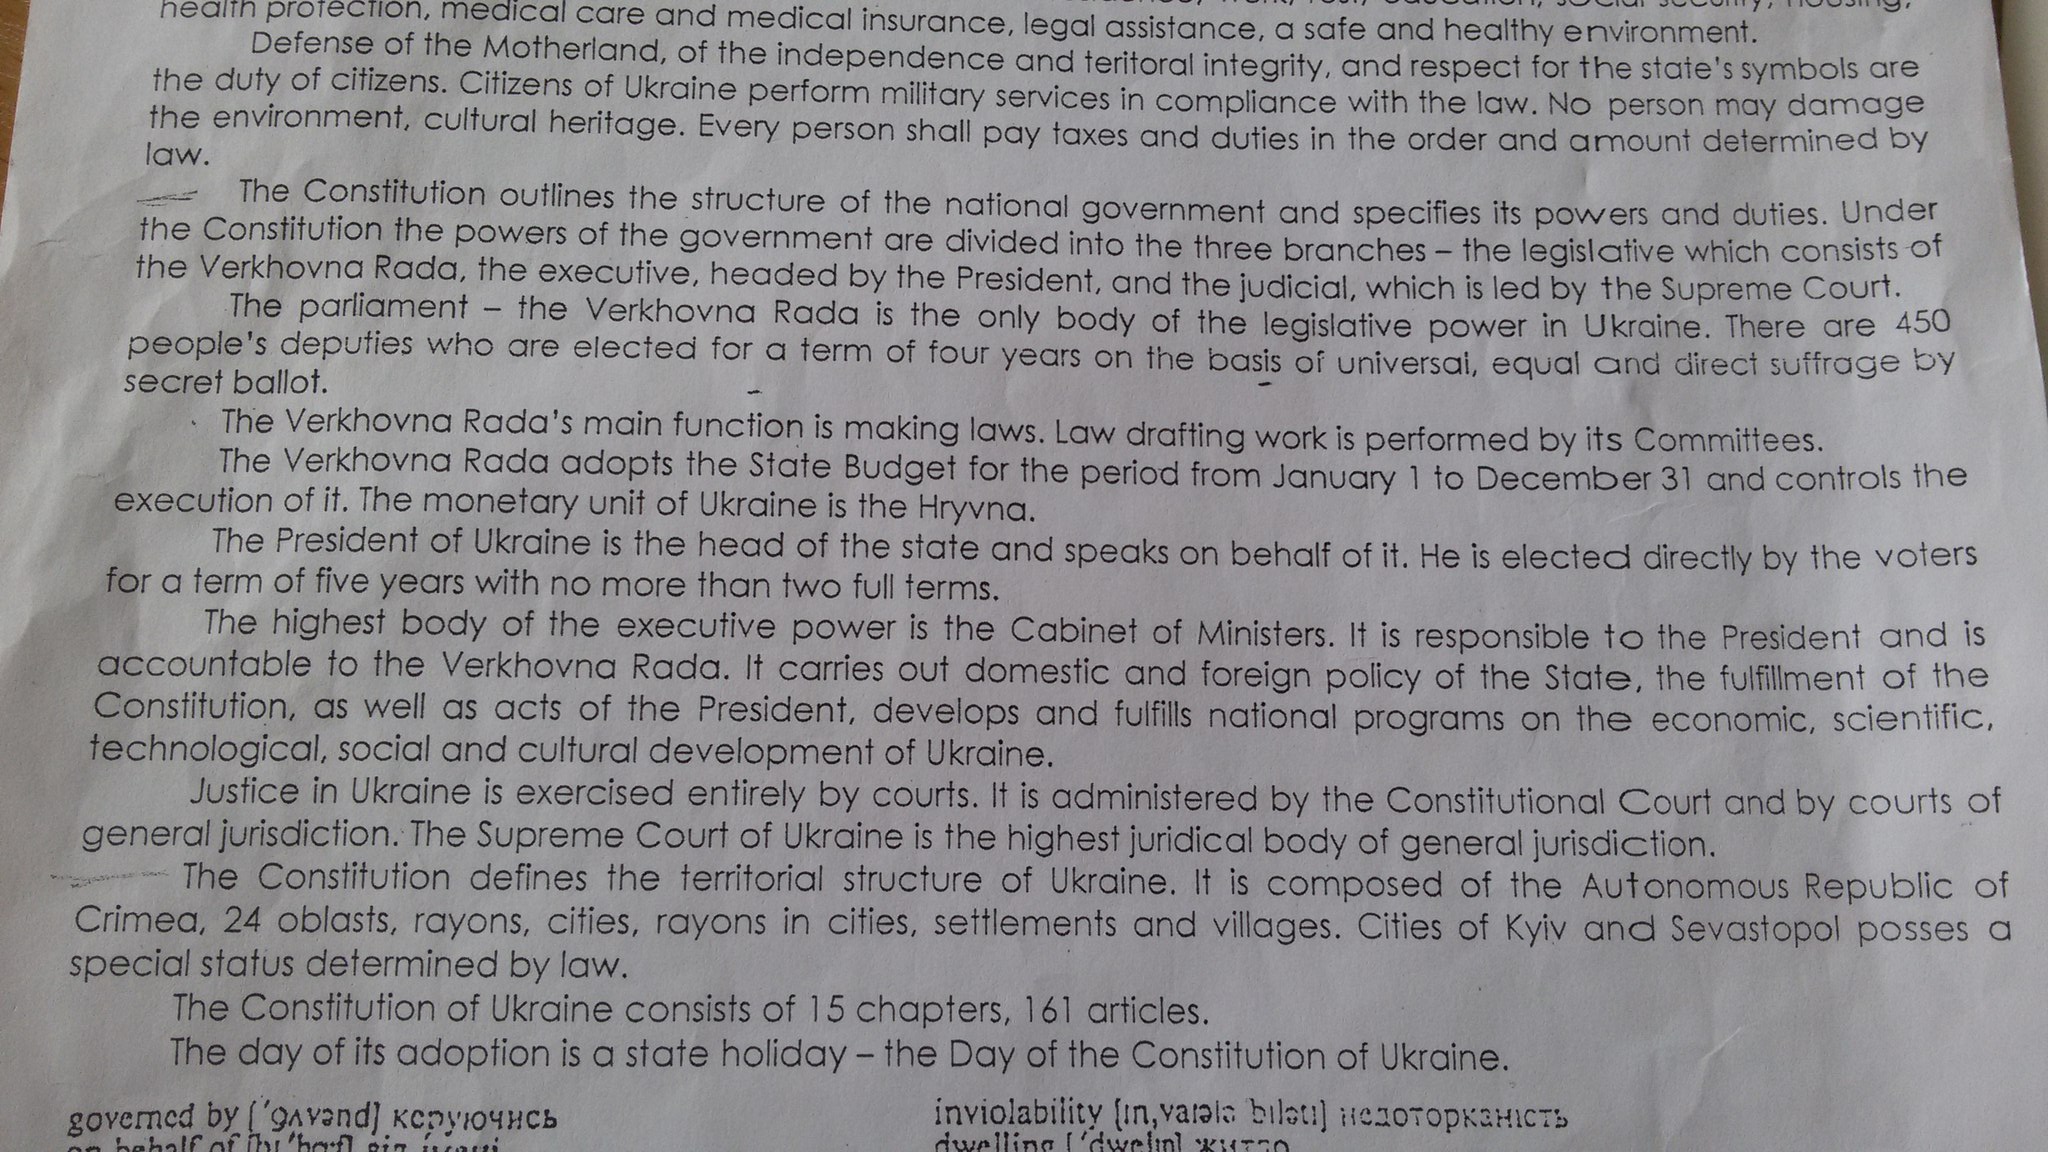 health protection, medical care and medical insurance, legal assistance, a safe and healthy environment.
Defense of the Motherland, of the independence and teritoral integrity, and respect for the state's symbols are
the duty of citizens. Citizens of Ukraine perform military services in compliance with the law. No person may damage
the environment, cultural heritage. Every person shall pay taxes and duties in the order and amount determined by
law.
The Constitution outlines the structure of the national government and specifies its powers and duties. Under
the Constitution the powers of the government are divided into the three branches – the legislative which consists of
the Verkhovna Rada, the executive, headed by the President, and the judicial, which is led by the Supreme Court.
The parliament – the Verkhovna Rada is the only body of the legislative power in Ukraine. There are 450
people's deputies who are elected for a term of four years on the basis of universal, equal and direct suffrage by
secret ballot.
The Verkhovna Rada's main function is making laws. Law drafting work is performed by its Committees.
The Verkhovna Rada adopts the State Budget for the period from January 1 to December 31 and controls the
execution of it. The monetary unit of Ukraine is the Hryvna.
The President of Ukraine is the head of the state and speaks on behalf of it. He is elected directly by the voters
for a term of five years with no more than two full terms.
The highest body of the executive power is the Cabinet of Ministers. It is responsible to the President and is
accountable to the Verkhovna Rada. It carries out domestic and foreign policy of the State, the fulfillment of the
Constitution, as well as acts of the President, develops and fulfills national programs on the economic, scientific,
technological, social and cultural development of Ukraine.
Justice in Ukraine is exercised entirely by courts. It is administered by the Constitutional Court and by courts of
general jurisdiction. The Supreme Court of Ukraine is the highest juridical body of general jurisdiction.
The Constitution defines the territorial structure of Ukraine. It is composed of the Autonomous Republic of
Crimea, 24 oblasts, rayons, cities, rayons in cities, settlements and villages. Cities of Kyiv and Sevastopol posses a
special status determined by law.
The Constitution of Ukraine consists of 15 chapters, 161 articles.
The day of its adoption is a state holiday – the Day of the Constitution of Ukraine.
governed by ['gʌvənd] керуючись
inviolability [ɪn,vaɪələ'bɪlətɪ] недоторканість
on behalf of
dwelling ['dwelɪŋ] житло